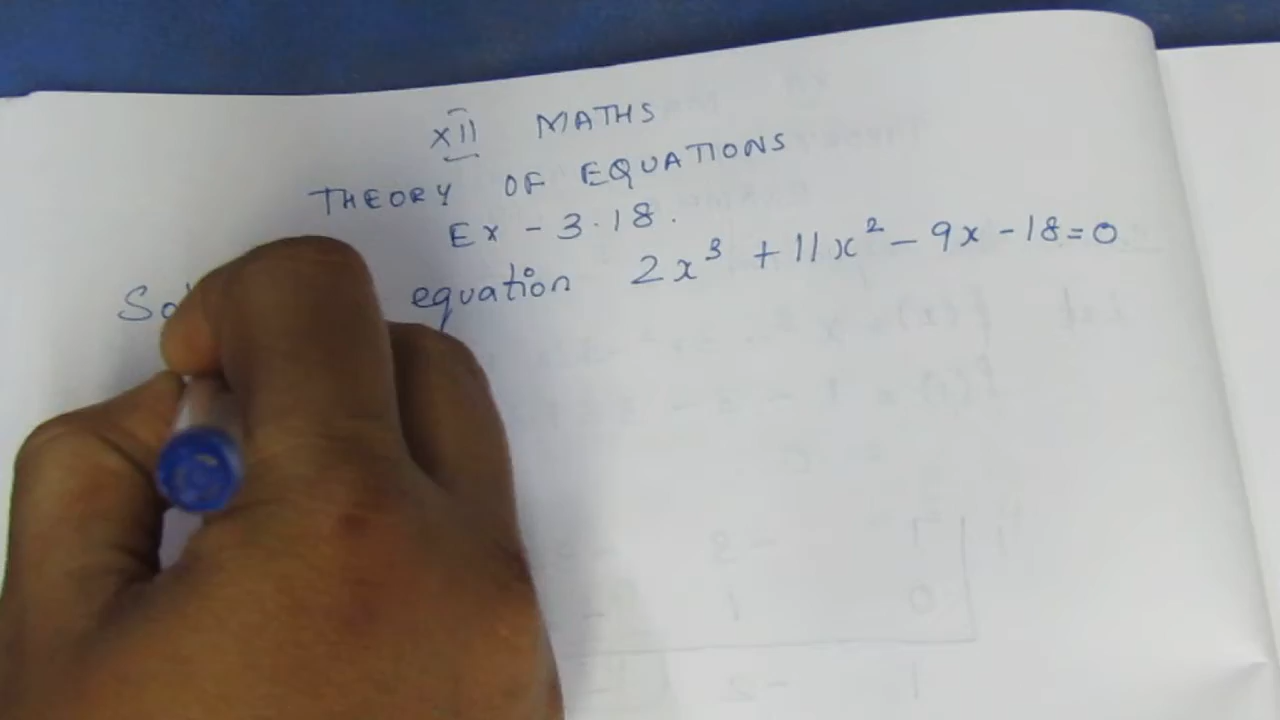 XII MATHS
THEORY OF EQUATIONS
Ex - 3.18.
equation 2x³ + 11x² - 9x - 18 = 0